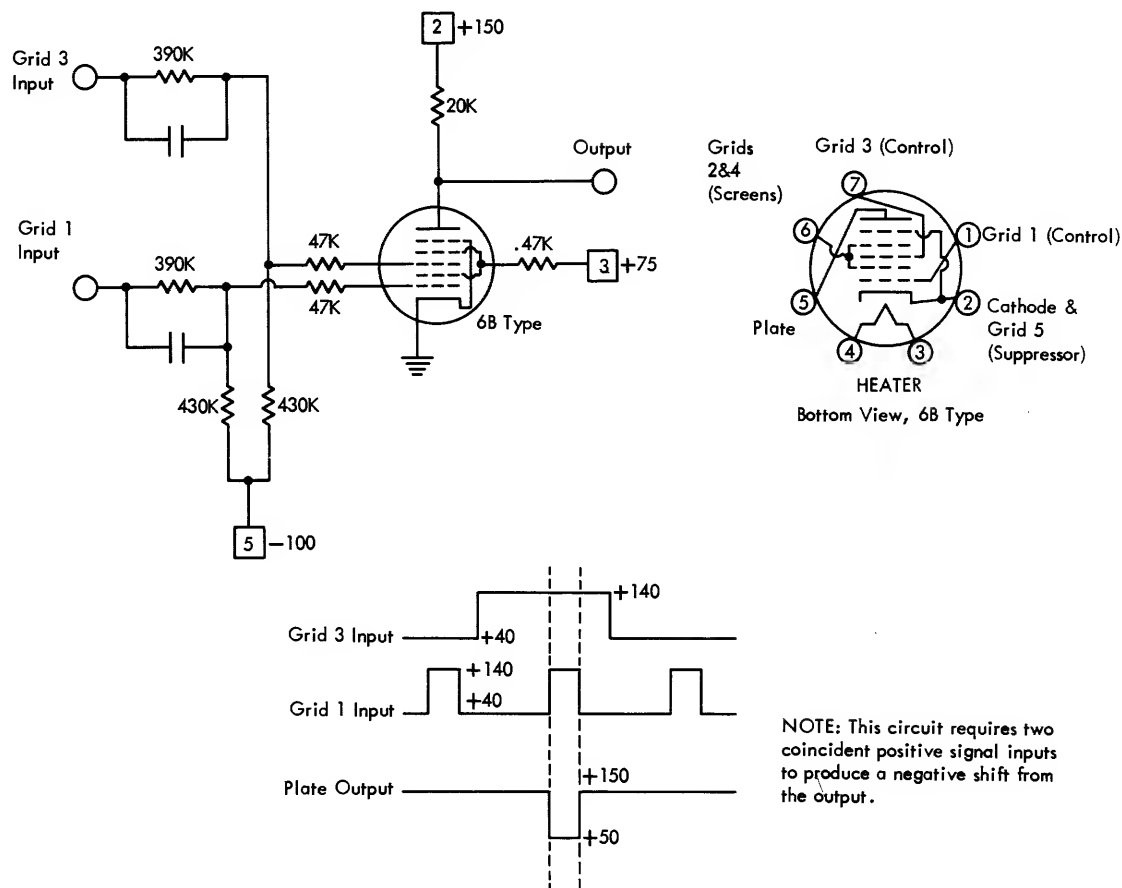 2 +150
Grid 3
Input
390K
20K
Output
Grid 1
Input
390K
47K
47K
.47K
3 +75
6B Type
430K
430K
5 -100
Grids
2&4
(Screens)
Grid 3 (Control)
7
6
1 Grid 1 (Control)
5
Plate
2 Cathode &
Grid 5
(Suppressor)
4
3
HEATER
Bottom View, 6B Type
Grid 3 Input
+40
+140
Grid 1 Input
+140
+40
Plate Output
+150
+50
NOTE: This circuit requires two
coincident positive signal inputs
to produce a negative shift from
the output.